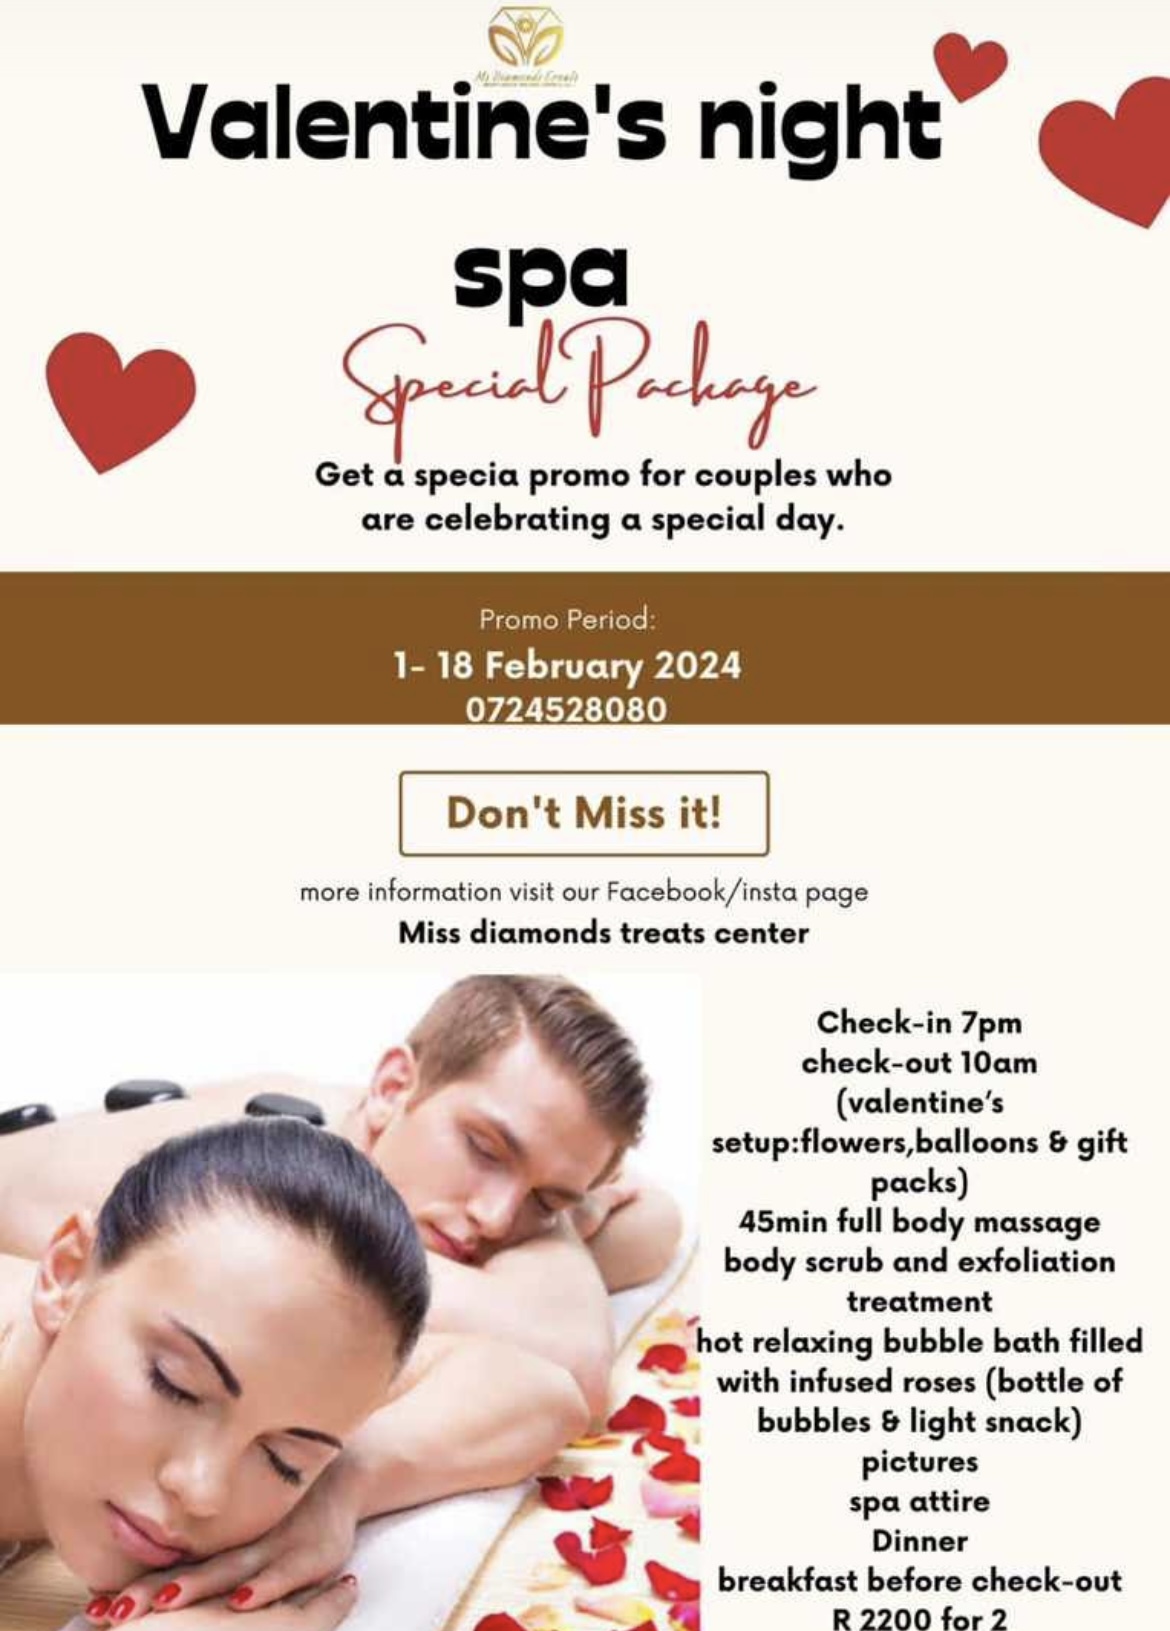 Valentine's night
spa
Special Package
Get a specia promo for couples who
are celebrating a special day.
Promo Period:
1- 18 February 2024
0724528080
Don't Miss it!
more information visit our Facebook/insta page
Miss diamonds treats center
Check-in 7pm
check-out 10am
(valentine's
setup:flowers,balloons & gift
packs)
45min full body massage
body scrub and exfoliation
treatment
hot relaxing bubble bath filled
with infused roses (bottle of
bubbles & light snack)
pictures
spa attire
Dinner
breakfast before check-out
R 2200 for 2